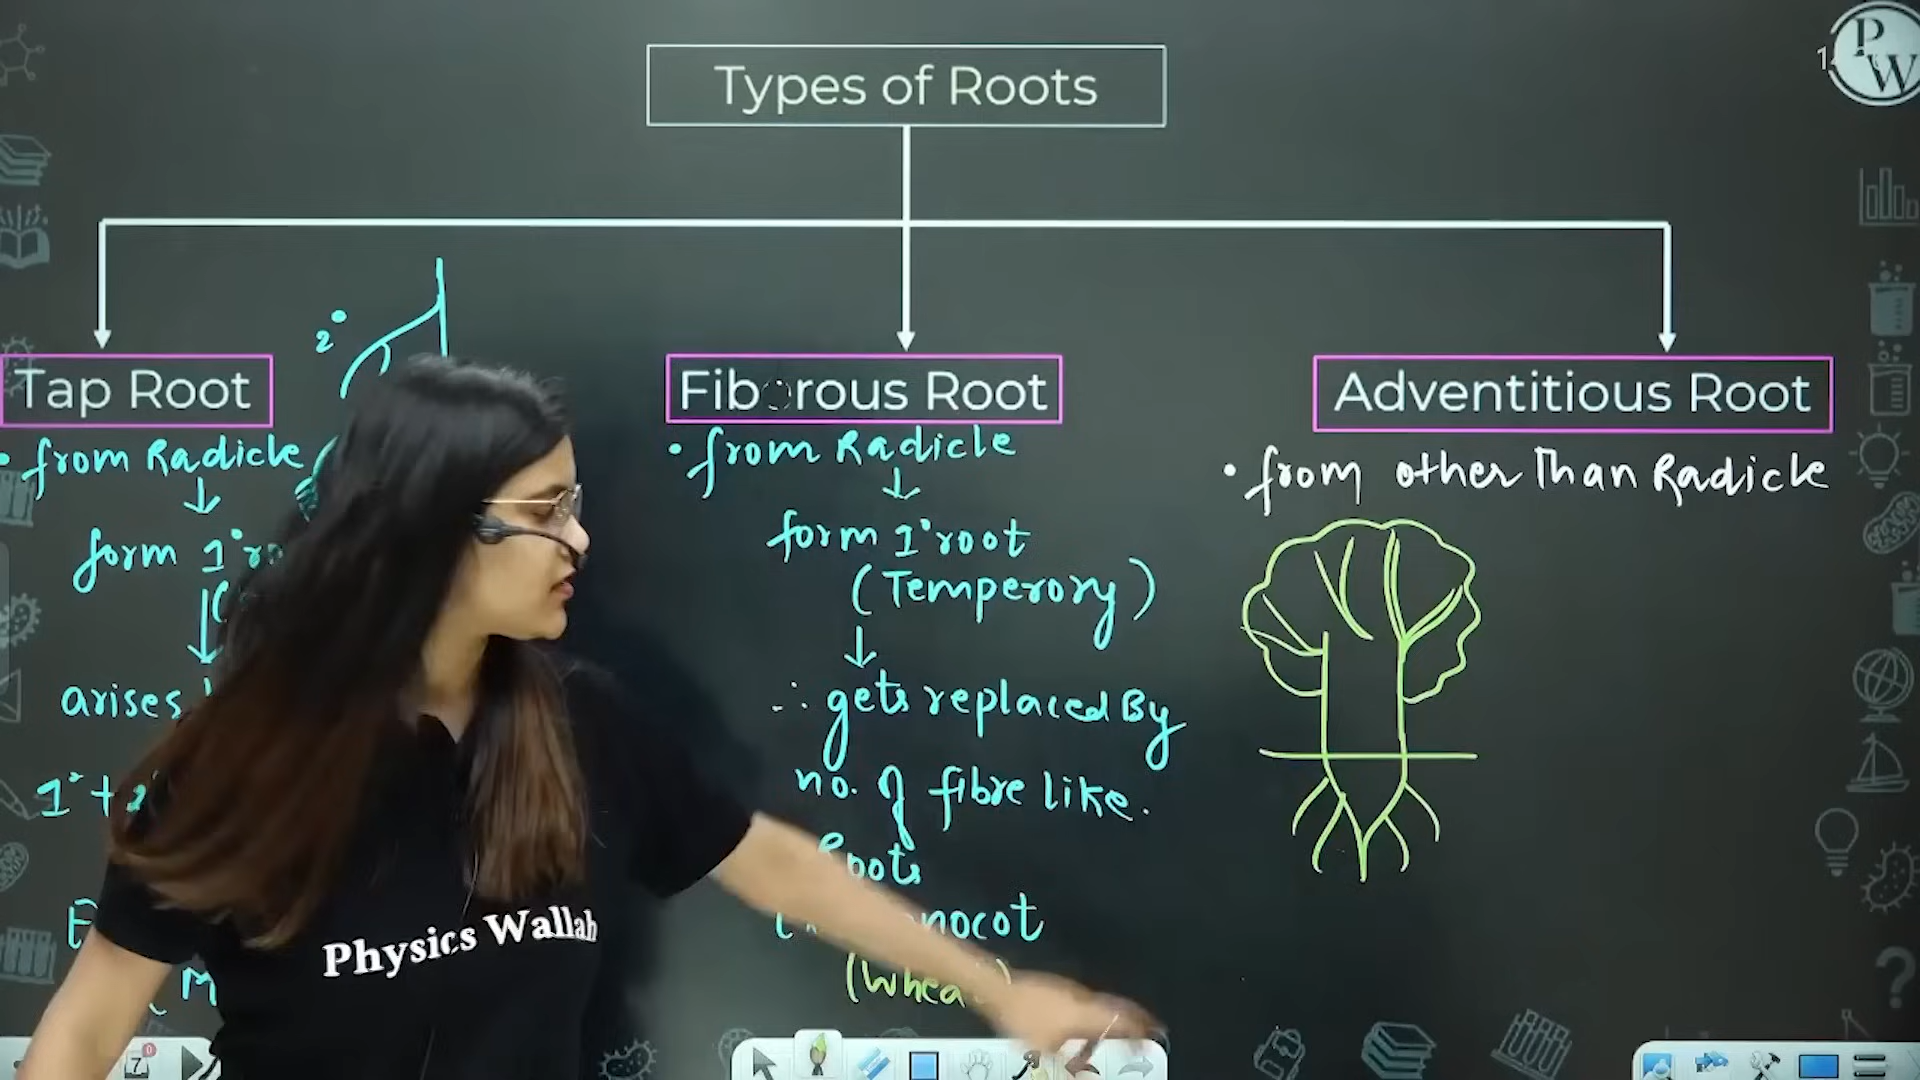 Types of Roots
P
W
2°
Tap Root
• from Radicle
↓
form 1° ro
↓
arises
1° +
Fibrous Root
• from Radicle
↓
form 1° root
(Temperory)
↓
∴ gets replaced By
no. of fibre like.
Roots
nocot
(Whea
Adventitious Root
• from other Than Radicle
Physics Wallah
7